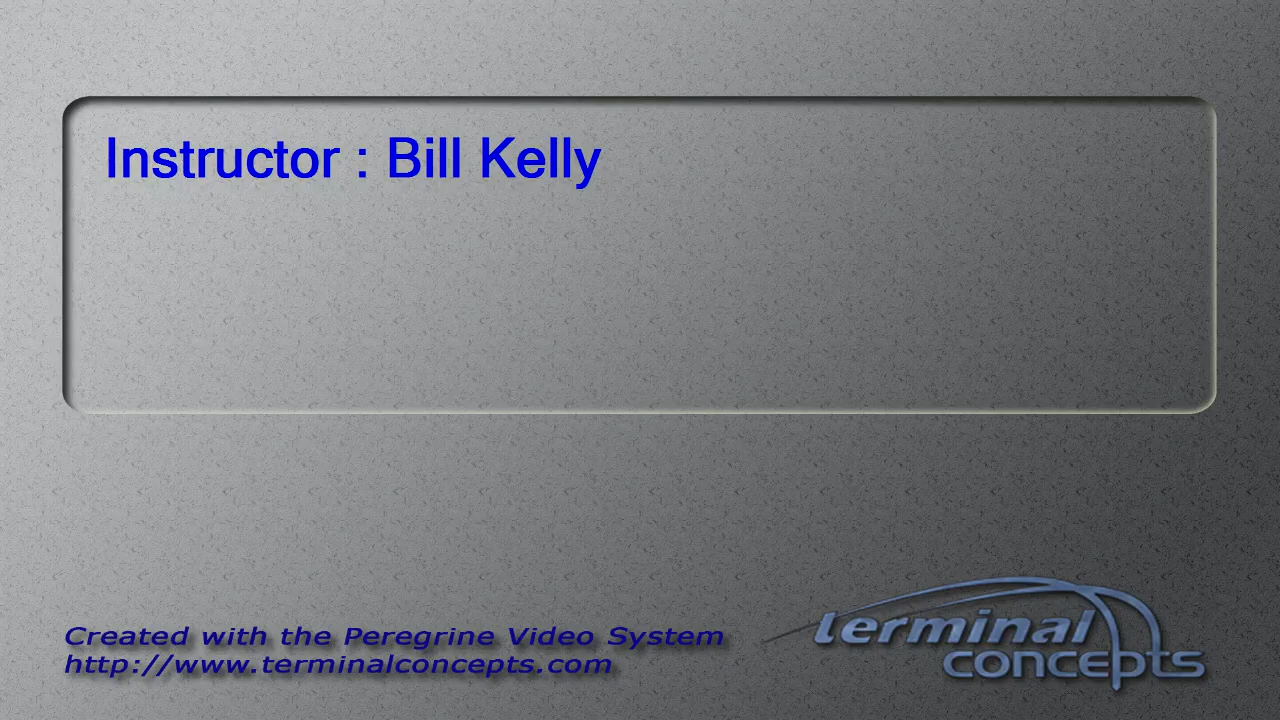 Instructor : Bill Kelly
Created with the Peregrine Video System
http://www.terminalconcepts.com
terminal
concepts